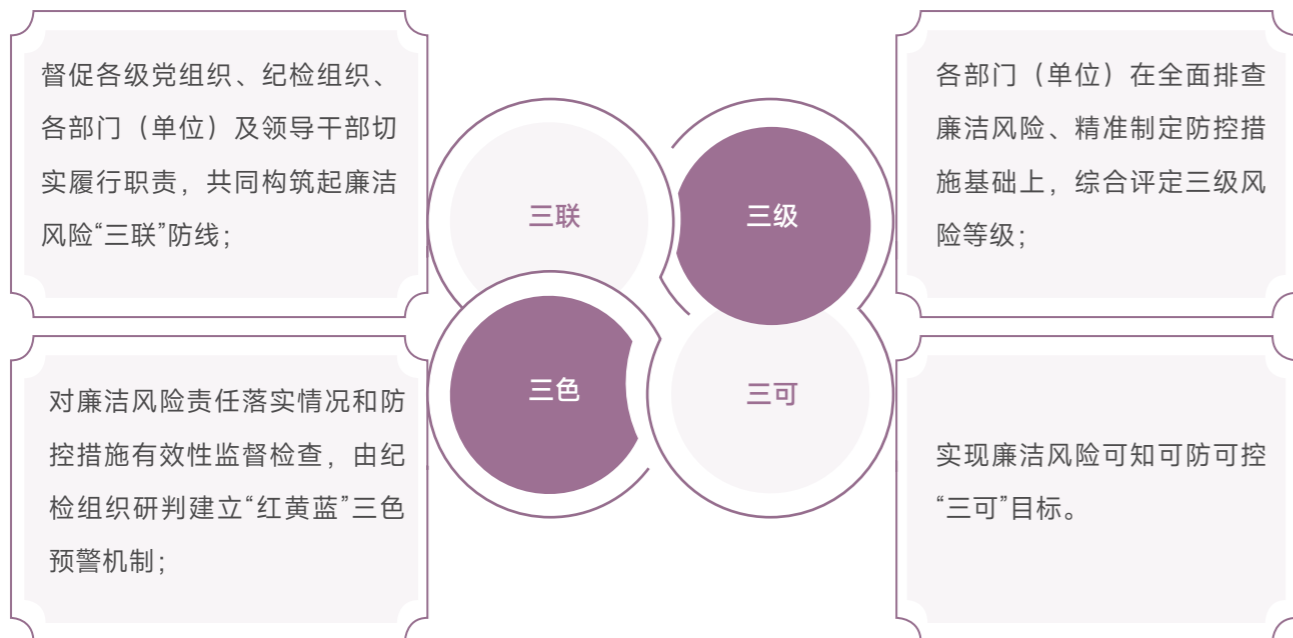 督促各级党组织、纪检组织、
各部门（单位）及领导干部切
实履行职责，共同构筑起廉洁
风险“三联”防线；
三联
三级
各部门（单位）在全面排查
廉洁风险、精准制定防控措
施基础上，综合评定三级风
险等级；
对廉洁风险责任落实情况和防
控措施有效性监督检查，由纪
检组织研判建立“红黄蓝”三色
预警机制；
三色
三可
实现廉洁风险可知可防可控
“三可”目标。